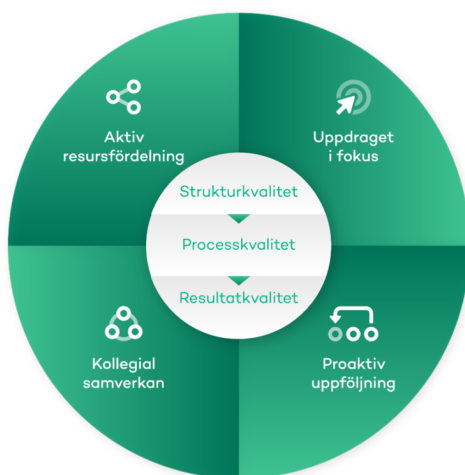 Aktiv
resursfördelning
Uppdraget
i fokus
Strukturkvalitet
Processkvalitet
Resultatkvalitet
Kollegial
samverkan
Proaktiv
uppföljning